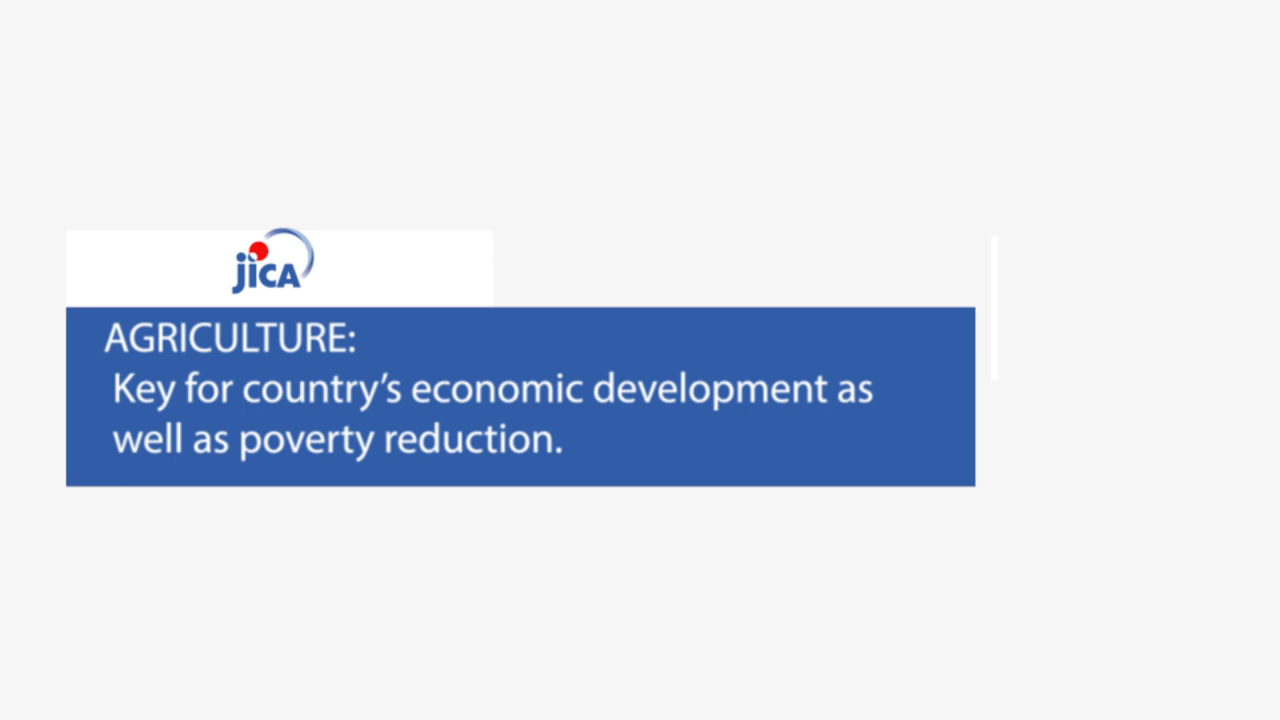 jica
AGRICULTURE:
Key for country’s economic development as
well as poverty reduction.